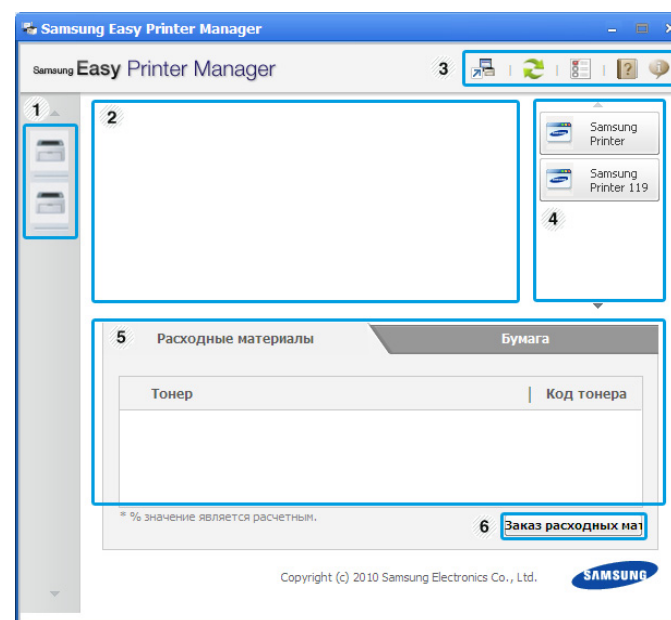 Samsung Easy Printer Manager
Samsung Easy Printer Manager
3
1
2
Samsung
Printer
Samsung
Printer 119
4
5 Расходные материалы Бумага
Тонер Код тонера
* % значение является расчетным.
6 Заказ расходных мат
Copyright (c) 2010 Samsung Electronics Co., Ltd. SAMSUNG